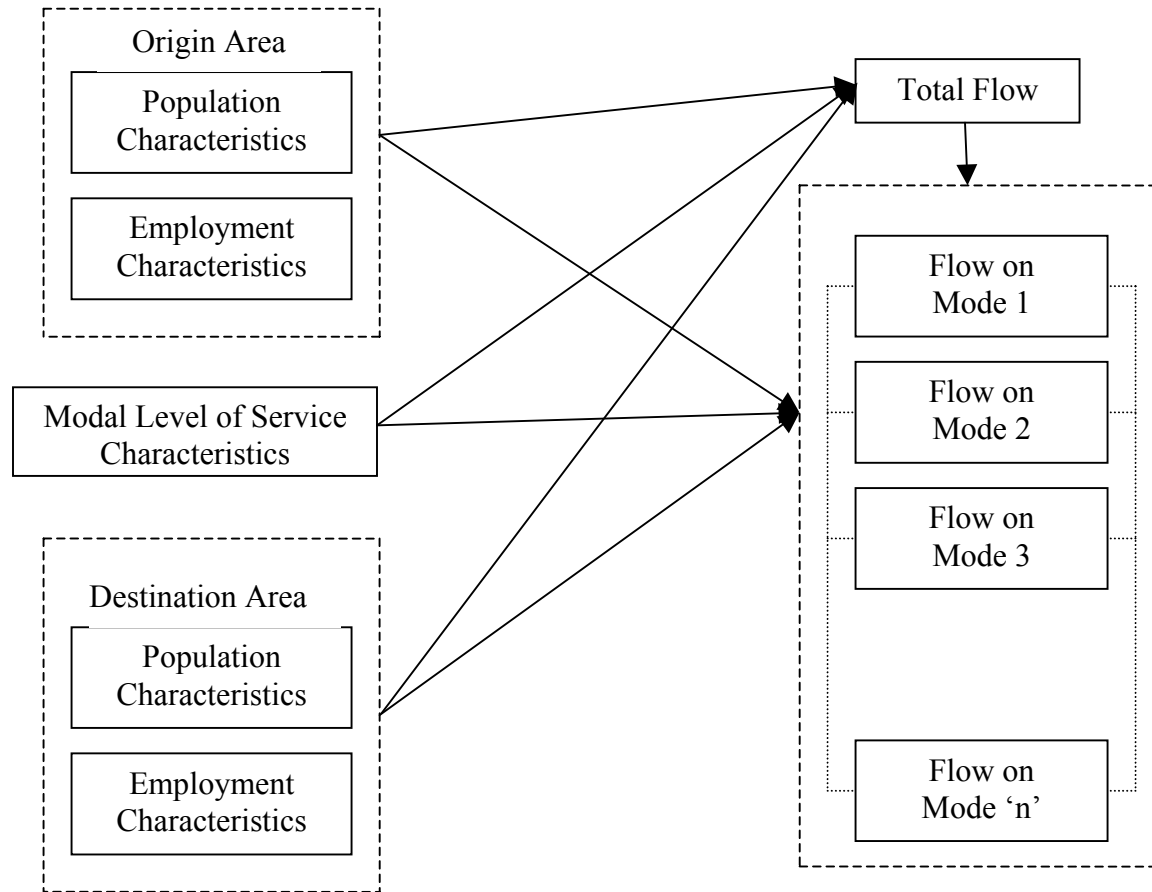 Origin Area
Population
Characteristics
Employment
Characteristics
Modal Level of Service
Characteristics
Destination Area
Population
Characteristics
Employment
Characteristics
Total Flow
Flow on
Mode 1
Flow on
Mode 2
Flow on
Mode 3
Flow on
Mode ‘n’